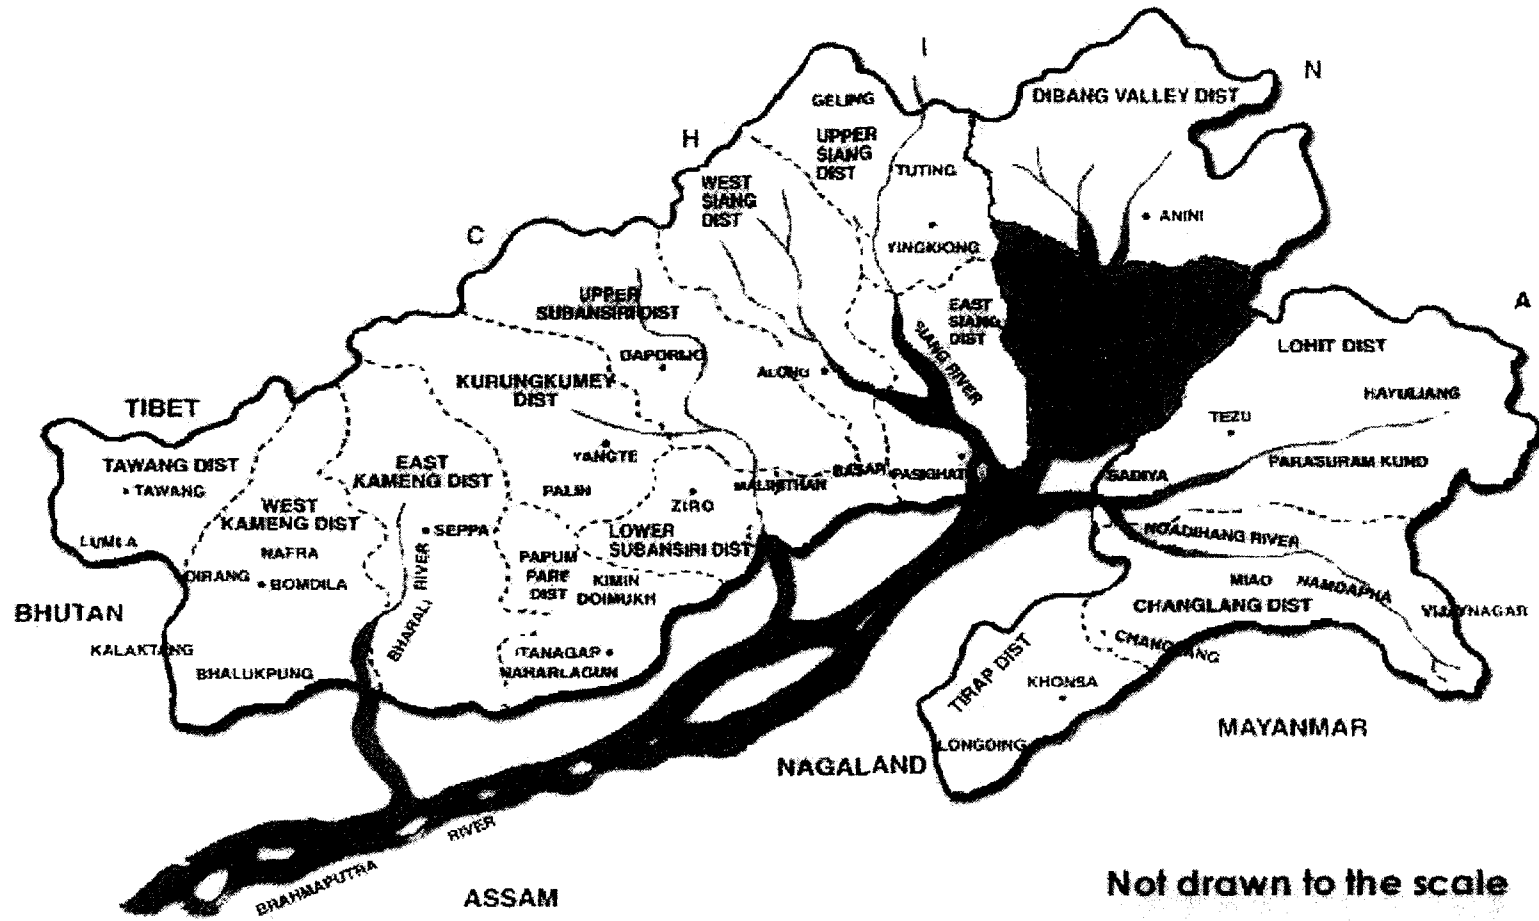 I
N
GELING
DIBANG VALLEY DIST
H
UPPER
SIANG
DIST
TUTING
WEST
SIANG
DIST
ANINI
C
YINGKIONG
UPPER
SUBANSIRI DIST
EAST
SIANG
DIST
A
SIANG RIVER
LOHIT DIST
DAPORIJO
ALONG
KURUNGKUMEY
DIST
HAYULIANG
TIBET
TEZU
YANGTE
TAWANG DIST
TAWANG
EAST
KAMENG DIST
PARASURAM KUND
BASAR
PASIGHAT
SADIYA
MALINITHAN
PALIN
ZIRO
WEST
KAMENG DIST
SEPPA
LOWER
SUBANSIRI DIST
NOADIHANG RIVER
LUMLA
NAFRA
PAPUM
PARE
DIST
DIRANG
BOMDILA
KIMIN
DOIMUKH
MIAO
NAMDAPHA
CHANGLANG DIST
VIJAYNAGAR
BHUTAN
BHARALI RIVER
KALAKTANG
ITANAGAR
NAHARLAGUN
CHANGLANG
BHALUKPUNG
TIRAP DIST
KHONSA
MAYANMAR
LONGDING
NAGALAND
BRAHMAPUTRA RIVER
ASSAM
Not drawn to the scale